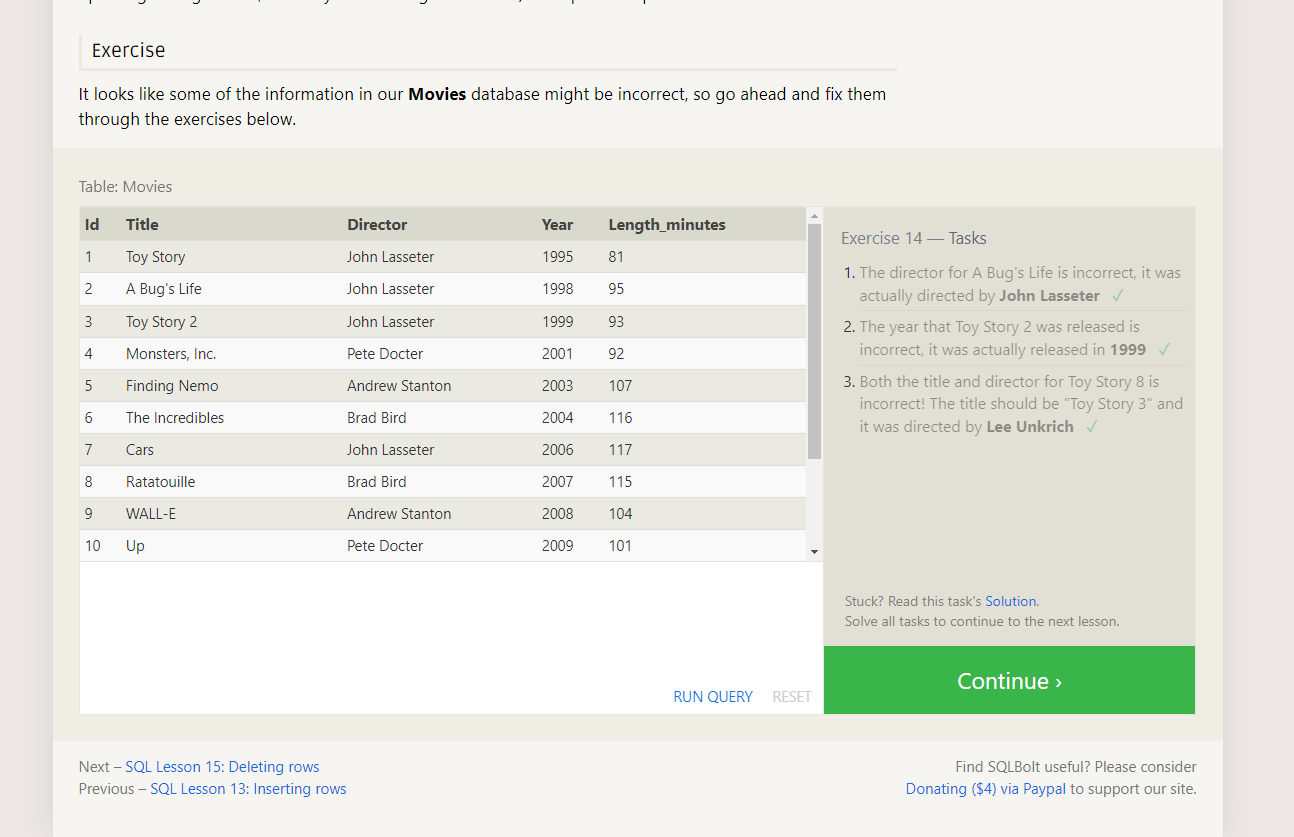 Exercise
It looks like some of the information in our Movies database might be incorrect, so go ahead and fix them
through the exercises below.
Table: Movies
Id Title Director Year Length_minutes
1 Toy Story John Lasseter 1995 81
2 A Bug's Life John Lasseter 1998 95
3 Toy Story 2 John Lasseter 1999 93
4 Monsters, Inc. Pete Docter 2001 92
5 Finding Nemo Andrew Stanton 2003 107
6 The Incredibles Brad Bird 2004 116
7 Cars John Lasseter 2006 117
8 Ratatouille Brad Bird 2007 115
9 WALL-E Andrew Stanton 2008 104
10 Up Pete Docter 2009 101
RUN QUERY RESET
Exercise 14 — Tasks
1. The director for A Bug's Life is incorrect, it was
actually directed by John Lasseter ✓
2. The year that Toy Story 2 was released is
incorrect, it was actually released in 1999 ✓
3. Both the title and director for Toy Story 8 is
incorrect! The title should be "Toy Story 3" and
it was directed by Lee Unkrich ✓
Stuck? Read this task's Solution.
Solve all tasks to continue to the next lesson.
Continue ›
Next – SQL Lesson 15: Deleting rows
Previous – SQL Lesson 13: Inserting rows
Find SQLBolt useful? Please consider
Donating ($4) via Paypal to support our site.